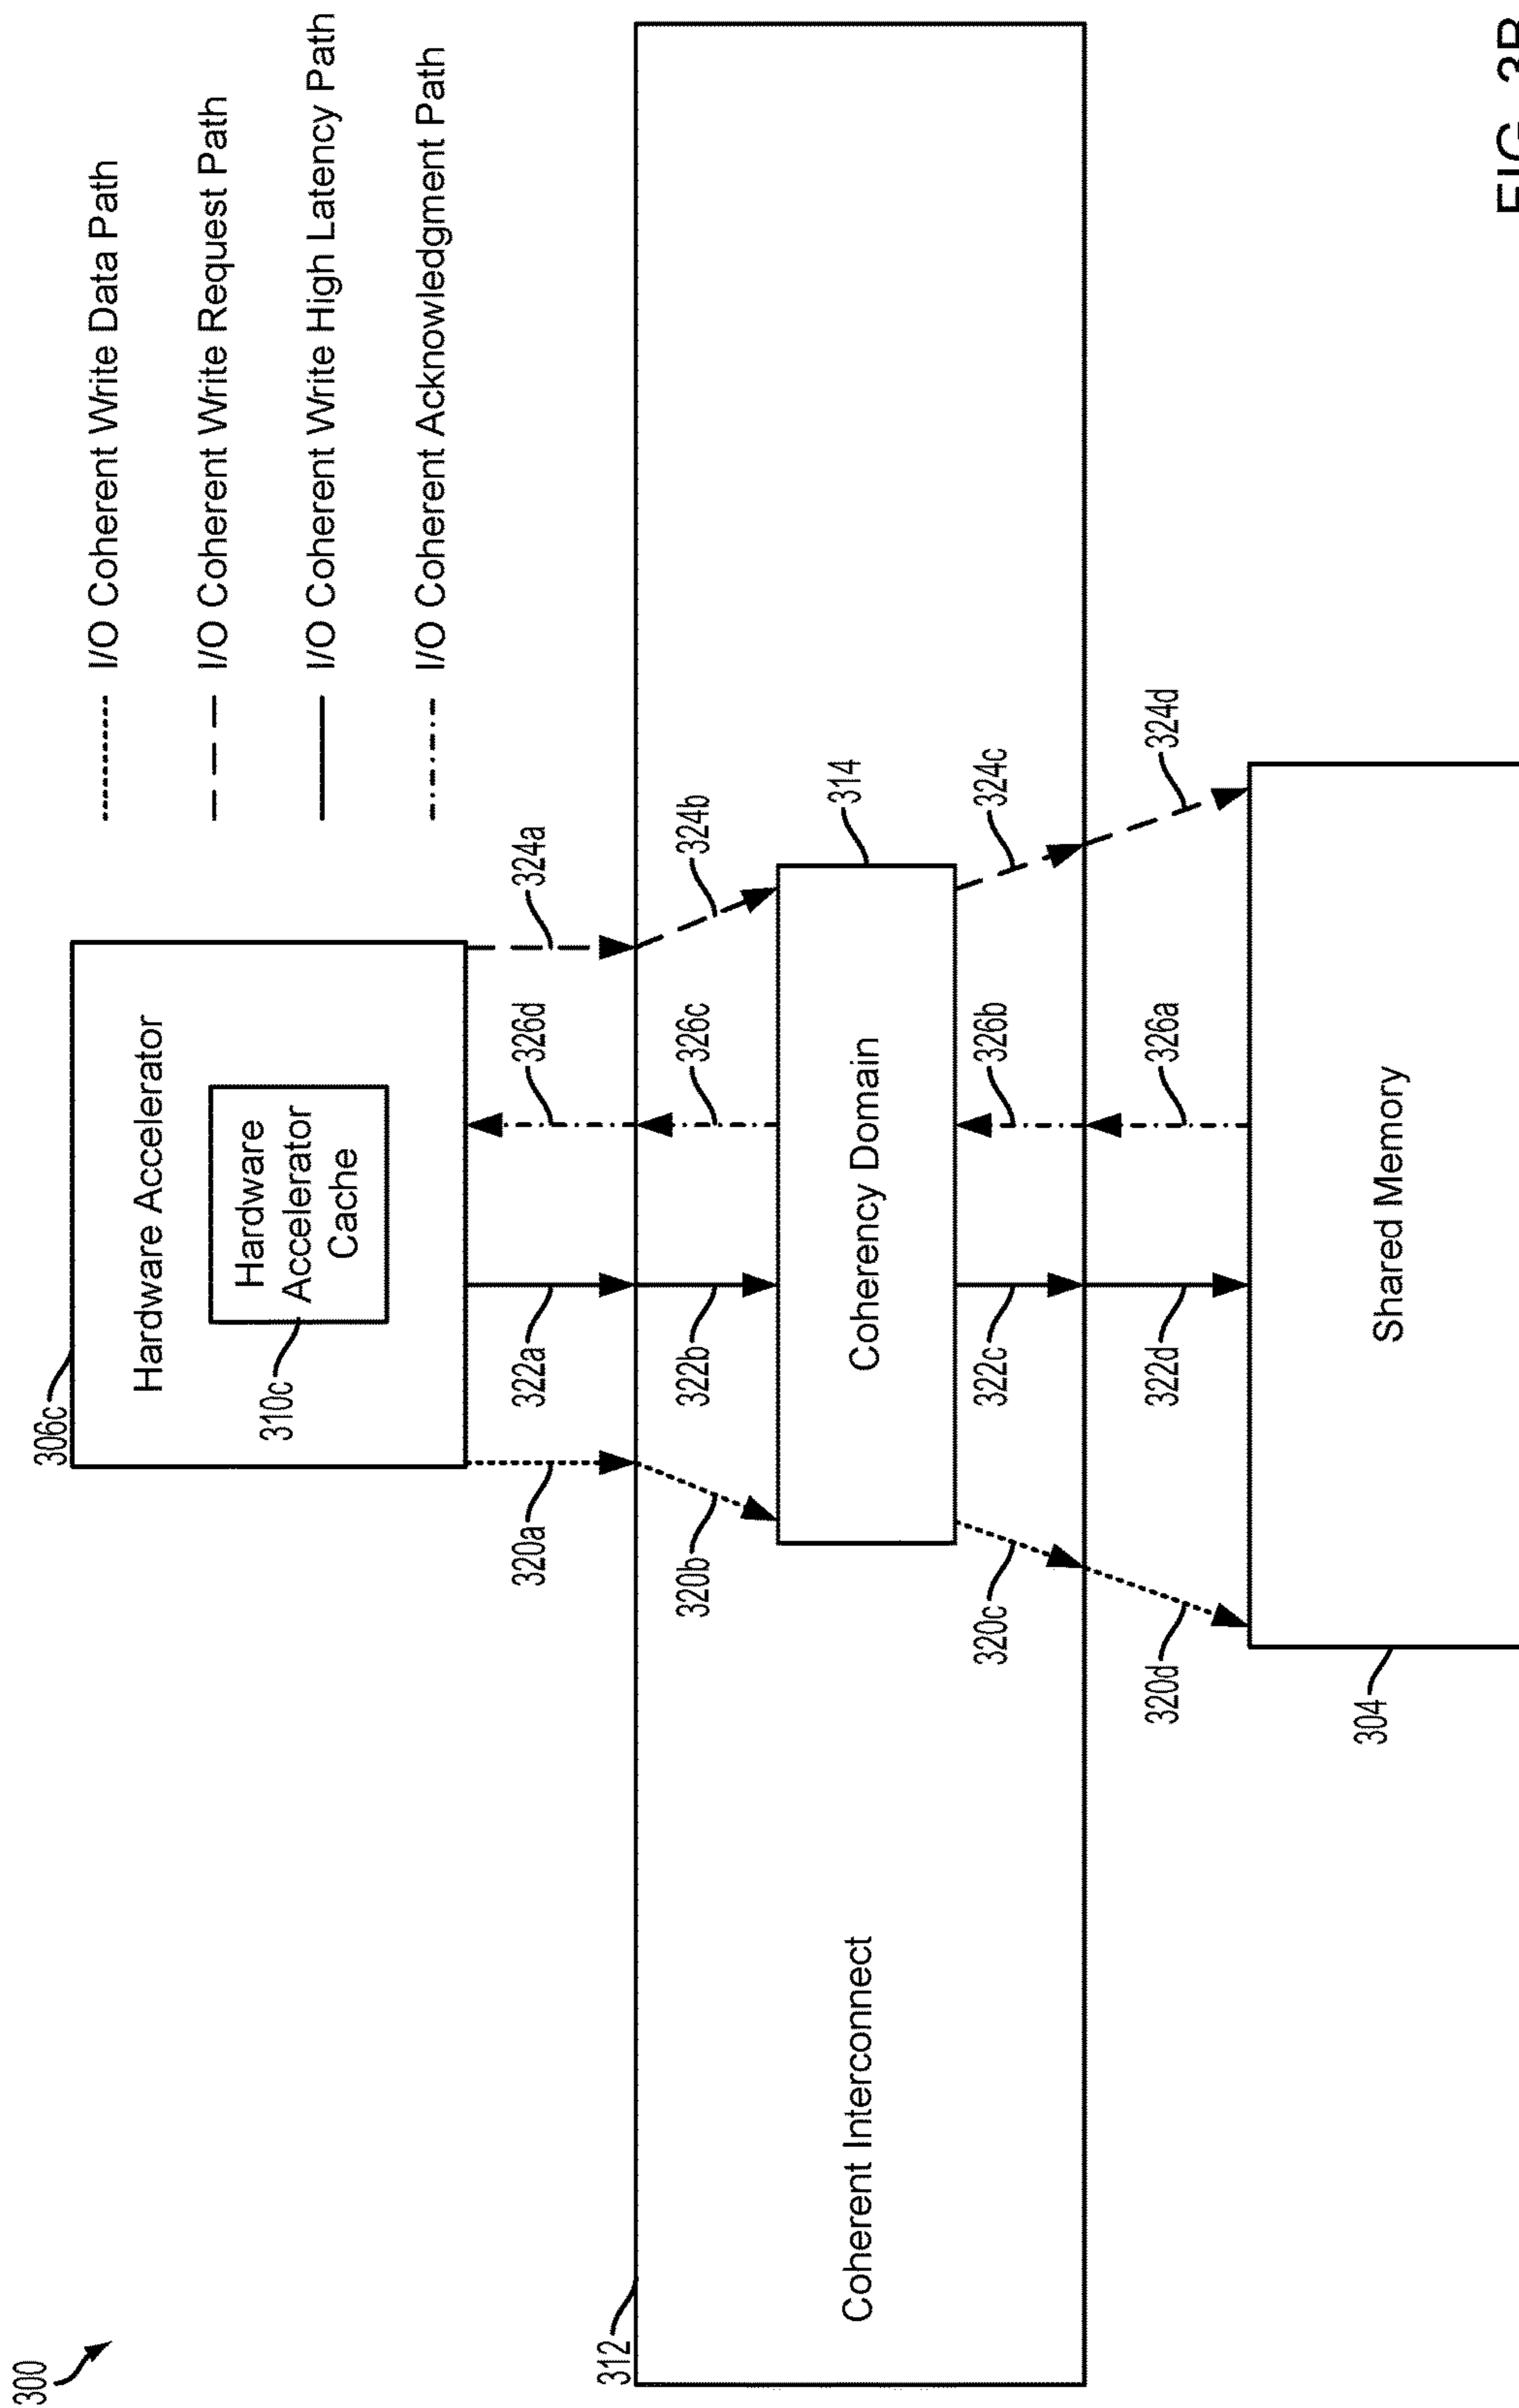 300
I/O Coherent Write Data Path
I/O Coherent Write Request Path
I/O Coherent Write High Latency Path
I/O Coherent Acknowledgment Path
306c
Hardware Accelerator
310c
Hardware
Accelerator
Cache
320a
322a
326d
324a
312
320b
322b
326c
324b
Coherent Interconnect
Coherency Domain
314
320c
322c
326b
324c
320d
322d
326a
324d
304
Shared Memory
FIG. 3B